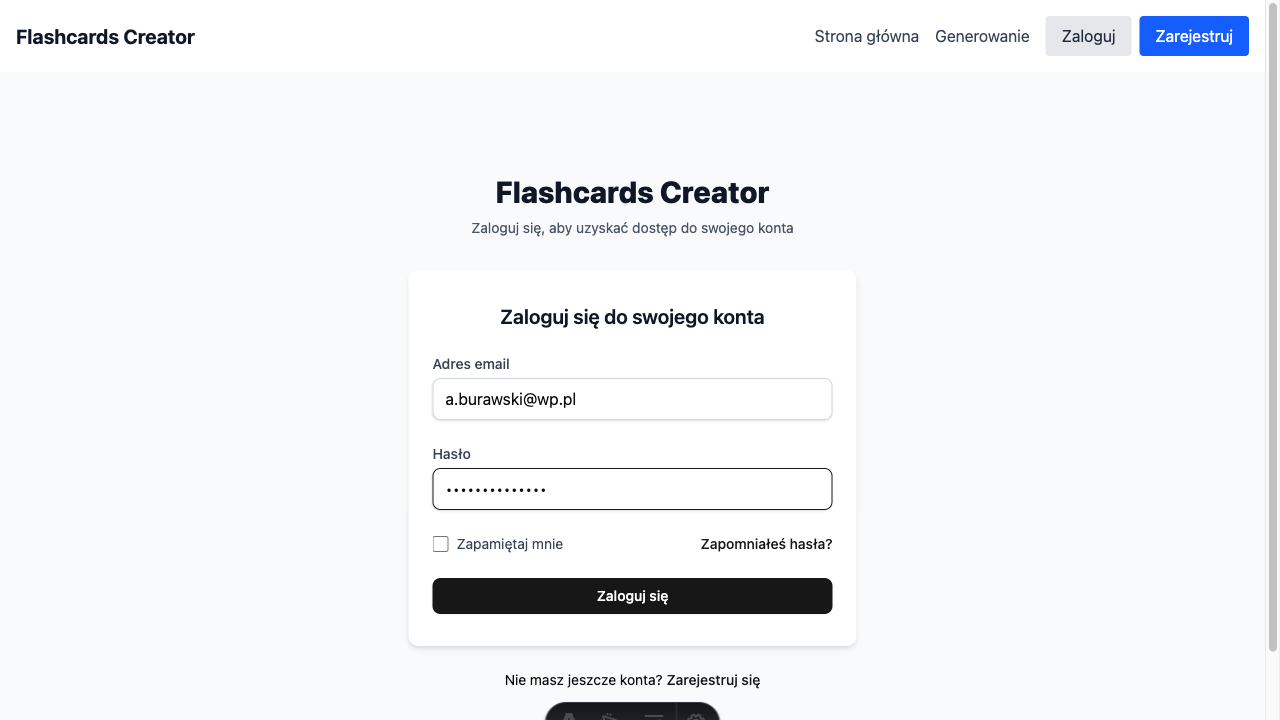 Flashcards Creator
Strona główna Generowanie Zaloguj Zarejestruj
Flashcards Creator
Zaloguj się, aby uzyskać dostęp do swojego konta
Zaloguj się do swojego konta
Adres email
a.burawski@wp.pl
Hasło
••••••••••••••
Zapamiętaj mnie Zapomniałeś hasła?
Zaloguj się
Nie masz jeszcze konta? Zarejestruj się